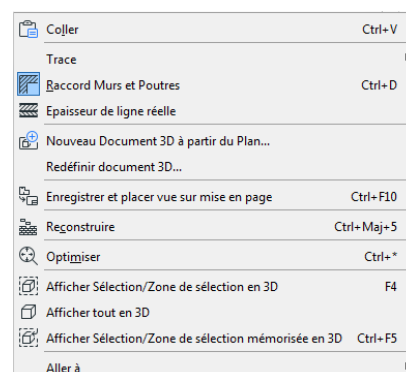 Coller Ctrl+V
Trace
Raccord Murs et Poutres Ctrl+D
Epaisseur de ligne réelle
Nouveau Document 3D à partir du Plan...
Redéfinir document 3D...
Enregistrer et placer vue sur mise en page Ctrl+F10
Reconstruire Ctrl+Maj+5
Optimiser Ctrl+*
Afficher Sélection/Zone de sélection en 3D F4
Afficher tout en 3D
Afficher Sélection/Zone de sélection mémorisée en 3D Ctrl+F5
Aller à